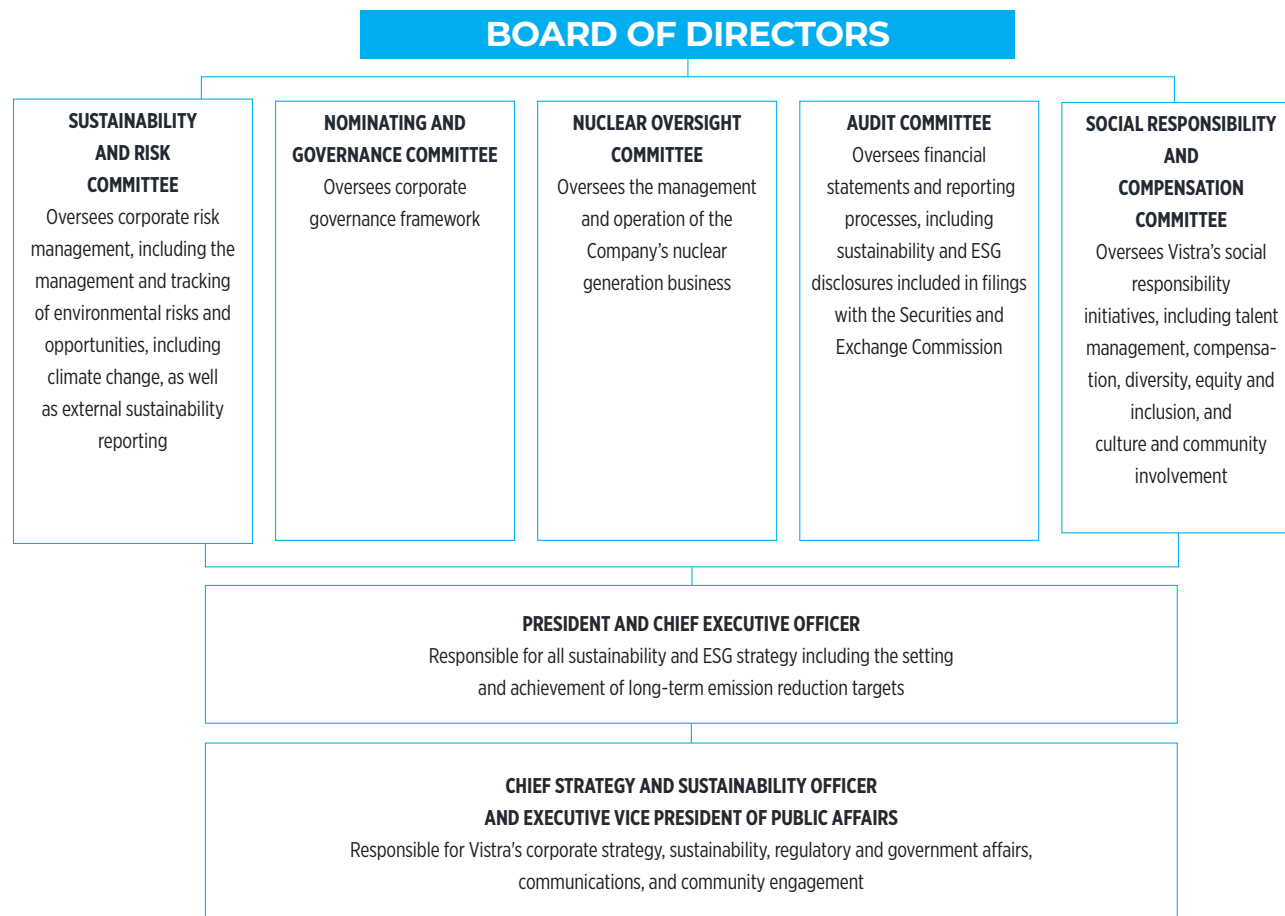 BOARD OF DIRECTORS
SUSTAINABILITY
AND RISK
COMMITTEE
Oversees corporate risk
management, including the
management and tracking
of environmental risks and
opportunities, including
climate change, as well
as external sustainability
reporting
NOMINATING AND
GOVERNANCE COMMITTEE
Oversees corporate
governance framework
NUCLEAR OVERSIGHT
COMMITTEE
Oversees the management
and operation of the
Company's nuclear
generation business
AUDIT COMMITTEE
Oversees financial
statements and reporting
processes, including
sustainability and ESG
disclosures included in filings
with the Securities and
Exchange Commission
SOCIAL RESPONSIBILITY
AND
COMPENSATION
COMMITTEE
Oversees Vistra's social
responsibility
initiatives, including talent
management, compensa-
tion, diversity, equity and
inclusion, and
culture and community
involvement
PRESIDENT AND CHIEF EXECUTIVE OFFICER
Responsible for all sustainability and ESG strategy including the setting
and achievement of long-term emission reduction targets
CHIEF STRATEGY AND SUSTAINABILITY OFFICER
AND EXECUTIVE VICE PRESIDENT OF PUBLIC AFFAIRS
Responsible for Vistra's corporate strategy, sustainability, regulatory and government affairs,
communications, and community engagement